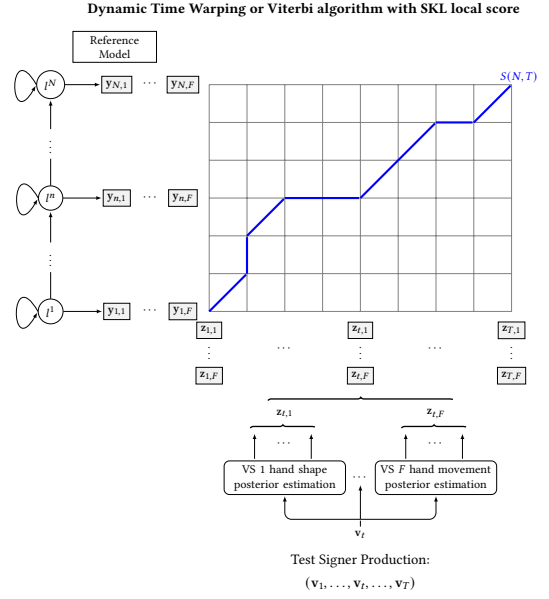 Dynamic Time Warping or Viterbi algorithm with SKL local score
Reference
Model
S(N,T)
l^N y_{N,1} ⋯ y_{N,F}
⋮
l^n y_{n,1} ⋯ y_{n,F}
⋮
l^1 y_{1,1} ⋯ y_{1,F}
z_{1,1} z_{t,1} z_{T,1}
⋮ ⋯ ⋮ ⋯ ⋮
z_{1,F} z_{t,F} z_{T,F}
z_{t,1} z_{t,F}
⋯ ⋯
VS 1 hand shape VS F hand movement
posterior estimation ⋯ posterior estimation
v_t
Test Signer Production:
(v_1, … , v_t, … , v_T)